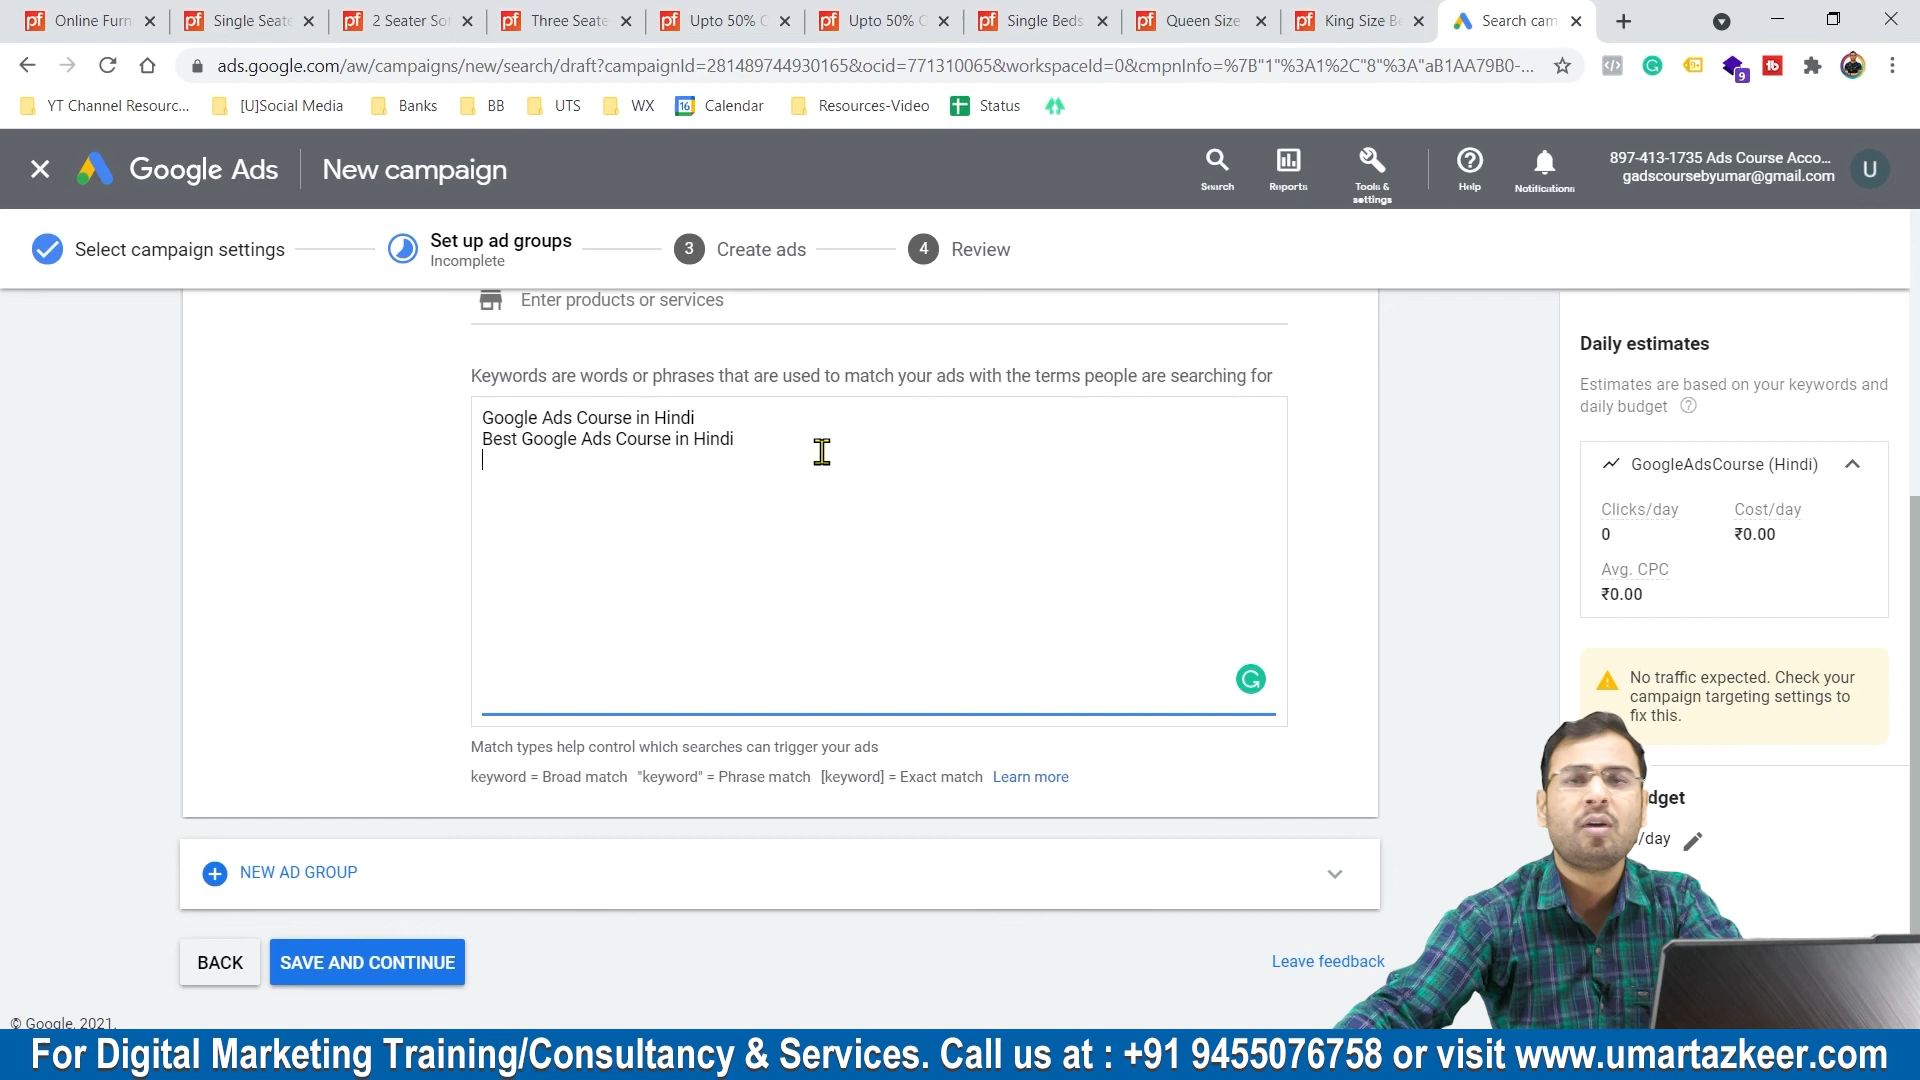 Online Furn
Single Seate
2 Seater So
Three Seate
Upto 50% O
Upto 50% O
Single Beds
Queen Size
King Size Be
Search cam
ads.google.com/aw/campaigns/new/search/draft?campaignId=281489744930165&ocid=771310065&workspaceId=0&cmpnInfo=%7B"1"%3A1%2C"8"%3A"aB1AA79B0-...
9
YT Channel Resourc...
[U]Social Media
Banks
BB
UTS
WX
16
Calendar
Resources-Video
Status
Google Ads
New campaign
Search
Reports
Tools &
settings
Help
Notifications
897-413-1735 Ads Course Acco...
gadscoursebyumar@gmail.com
U
Select campaign settings
Set up ad groups
Incomplete
3
Create ads
4
Review
Enter products or services
Keywords are words or phrases that are used to match your ads with the terms people are searching for
Google Ads Course in Hindi
Best Google Ads Course in Hindi
Match types help control which searches can trigger your ads
keyword = Broad match "keyword" = Phrase match [keyword] = Exact match Learn more
NEW AD GROUP
BACK
SAVE AND CONTINUE
Leave feedback
© Google, 2021.
Daily estimates
Estimates are based on your keywords and
daily budget
GoogleAdsCourse (Hindi)
Clicks/day
0
Cost/day
₹0.00
Avg. CPC
₹0.00
No traffic expected. Check your
campaign targeting settings to
fix this.
dget
/day
For Digital Marketing Training/Consultancy & Services. Call us at : +91 9455076758 or visit www.umartazkeer.com